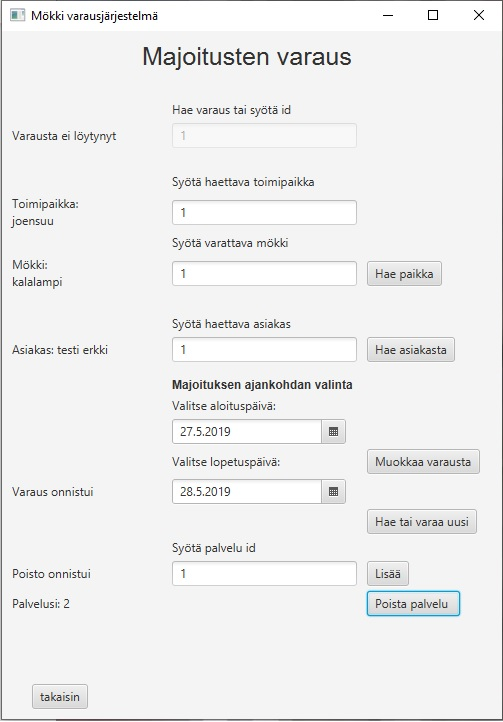 Mökki varausjärjestelmä
Majoitusten varaus
Hae varaus tai syötä id
Varausta ei löytynyt
1
Syötä haettava toimipaikka
Toimipaikka:
joensuu
1
Syötä varattava mökki
Mökki:
kalalampi
1
Hae paikka
Syötä haettava asiakas
Asiakas: testi erkki
1
Hae asiakasta
Majoituksen ajankohdan valinta
Valitse aloituspäivä:
27.5.2019
Valitse lopetuspäivä:
Muokkaa varausta
Varaus onnistui
28.5.2019
Hae tai varaa uusi
Syötä palvelu id
Poisto onnistui
1
Lisää
Palvelusi: 2
Poista palvelu
takaisin